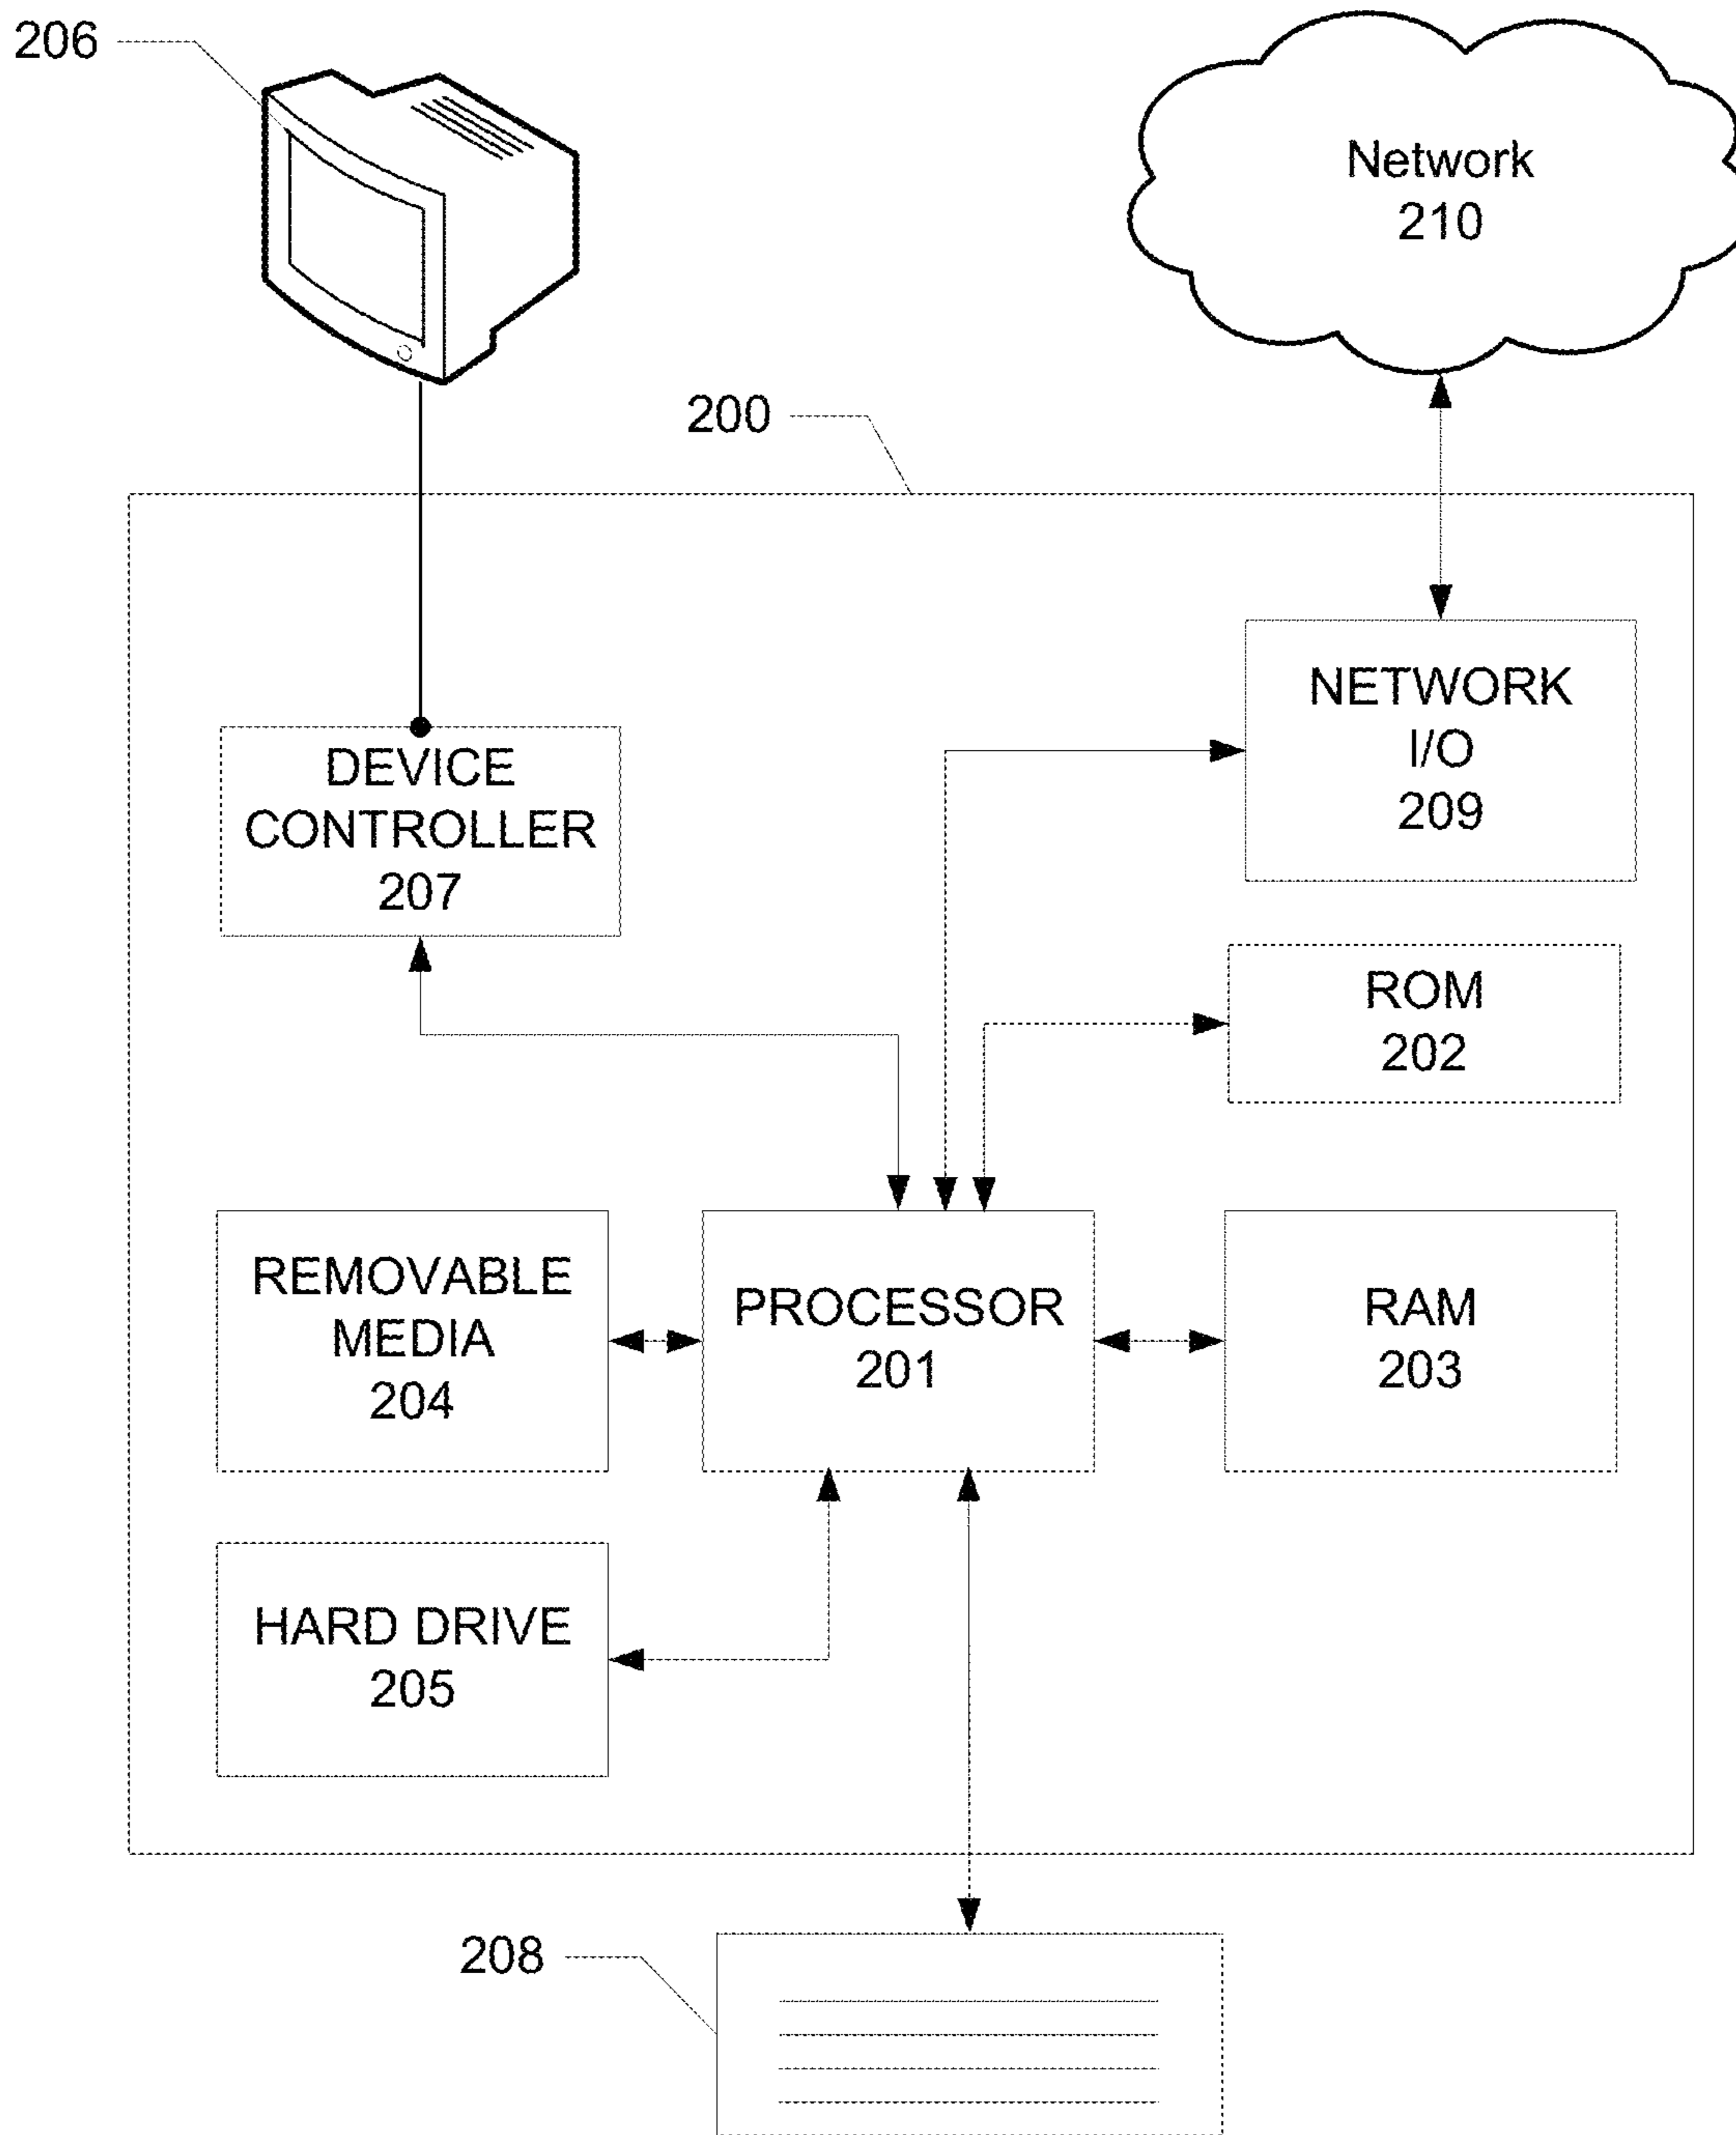 206
Network
210
200
NETWORK
I/O
209
DEVICE
CONTROLLER
207
ROM
202
REMOVABLE
MEDIA
204
PROCESSOR
201
RAM
203
HARD DRIVE
205
208